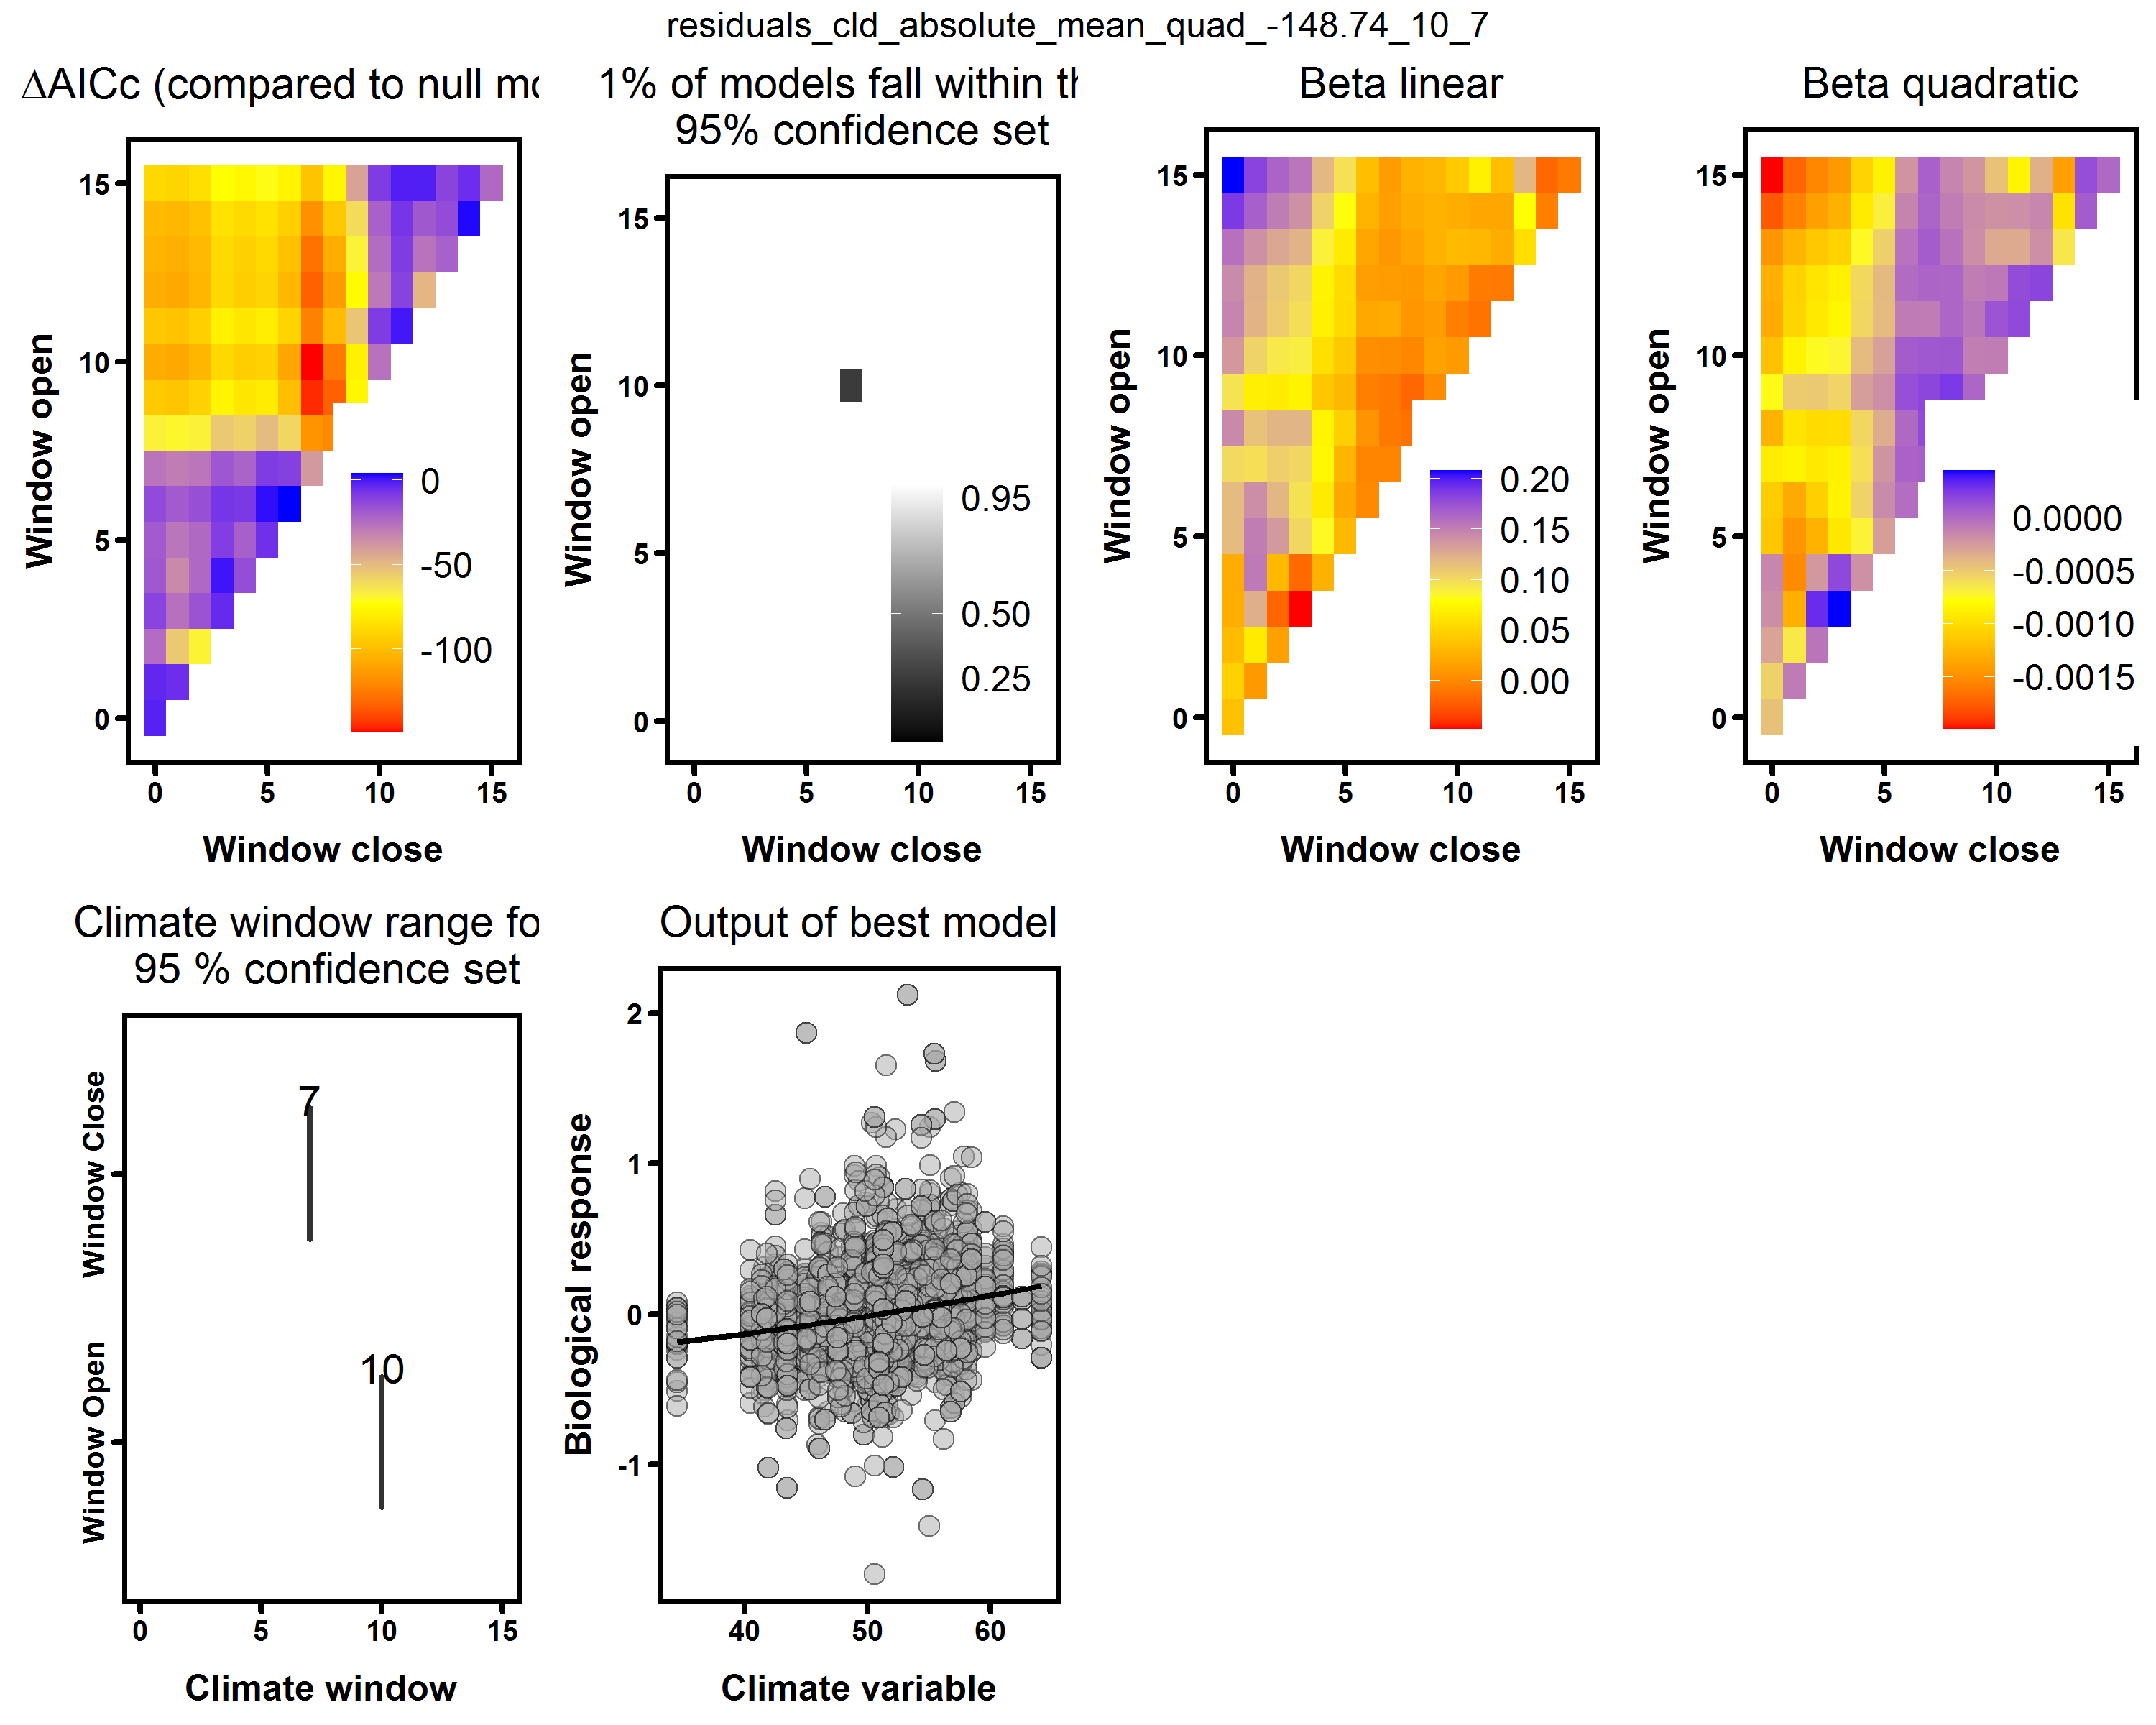 residuals_cld_absolute_mean_quad_-148.74_10_7
ΔAICc (compared to null mo
15
10
5
0
0
-50
-100
0 5 10 15
Window open
Window close
1% of models fall within th
95% confidence set
15
10
5
0
0.95
0.50
0.25
0 5 10 15
Window open
Window close
Beta linear
15
10
5
0
0.20
0.15
0.10
0.05
0.00
0 5 10 15
Window open
Window close
Beta quadratic
15
10
5
0
0.0000
-0.0005
-0.0010
-0.0015
0 5 10 15
Window open
Window close
Climate window range fo
95 % confidence set
Window Close
7
Window Open
10
0 5 10 15
Climate window
Output of best model
2
1
0
-1
40 50 60
Biological response
Climate variable